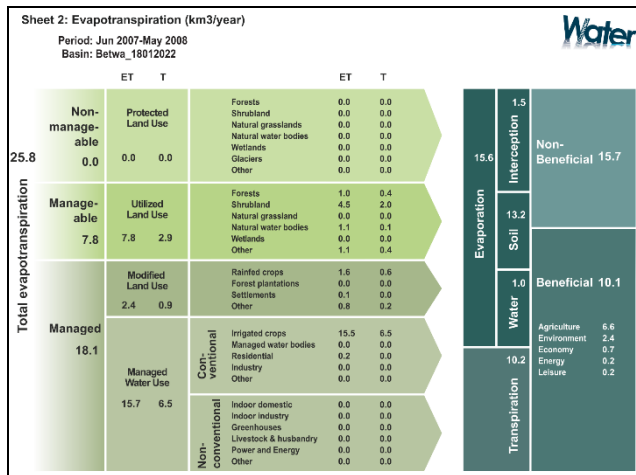 Sheet 2: Evapotranspiration (km3/year)
Water
Period: Jun 2007-May 2008
Basin: Betwa_18012022
ET T ET T
Total evapotranspiration
25.8
Non-
manage-
able
0.0
Protected
Land Use
0.0 0.0
Forests 0.0 0.0
Shrubland 0.0 0.0
Natural grasslands 0.0 0.0
Natural water bodies 0.0 0.0
Wetlands 0.0 0.0
Glaciers 0.0 0.0
Other 0.0 0.0
Manage-
able
7.8
Utilized
Land Use
7.8 2.9
Forests 1.0 0.4
Shrubland 4.5 2.0
Natural grassland 0.0 0.0
Natural water bodies 1.1 0.1
Wetlands 0.0 0.0
Other 1.1 0.4
Managed
18.1
Modified
Land Use
2.4 0.9
Rainfed crops 1.6 0.6
Forest plantations 0.0 0.0
Settlements 0.1 0.0
Other 0.8 0.2
Managed
Water Use
15.7 6.5
Con-
ventional
Irrigated crops 15.5 6.5
Managed water bodies 0.0 0.0
Residential 0.2 0.0
Industry 0.0 0.0
Other 0.0 0.0
Non-
conventional
Indoor domestic 0.0 0.0
Indoor industry 0.0 0.0
Greenhouses 0.0 0.0
Livestock & husbandry 0.0 0.0
Power and Energy 0.0 0.0
Other 0.0 0.0
15.6
Evaporation
1.5
Interception
13.2
Soil
1.0
Water
10.2
Transpiration
Non-
Beneficial 15.7
Beneficial 10.1
Agriculture 6.6
Environment 2.4
Economy 0.7
Energy 0.2
Leisure 0.2